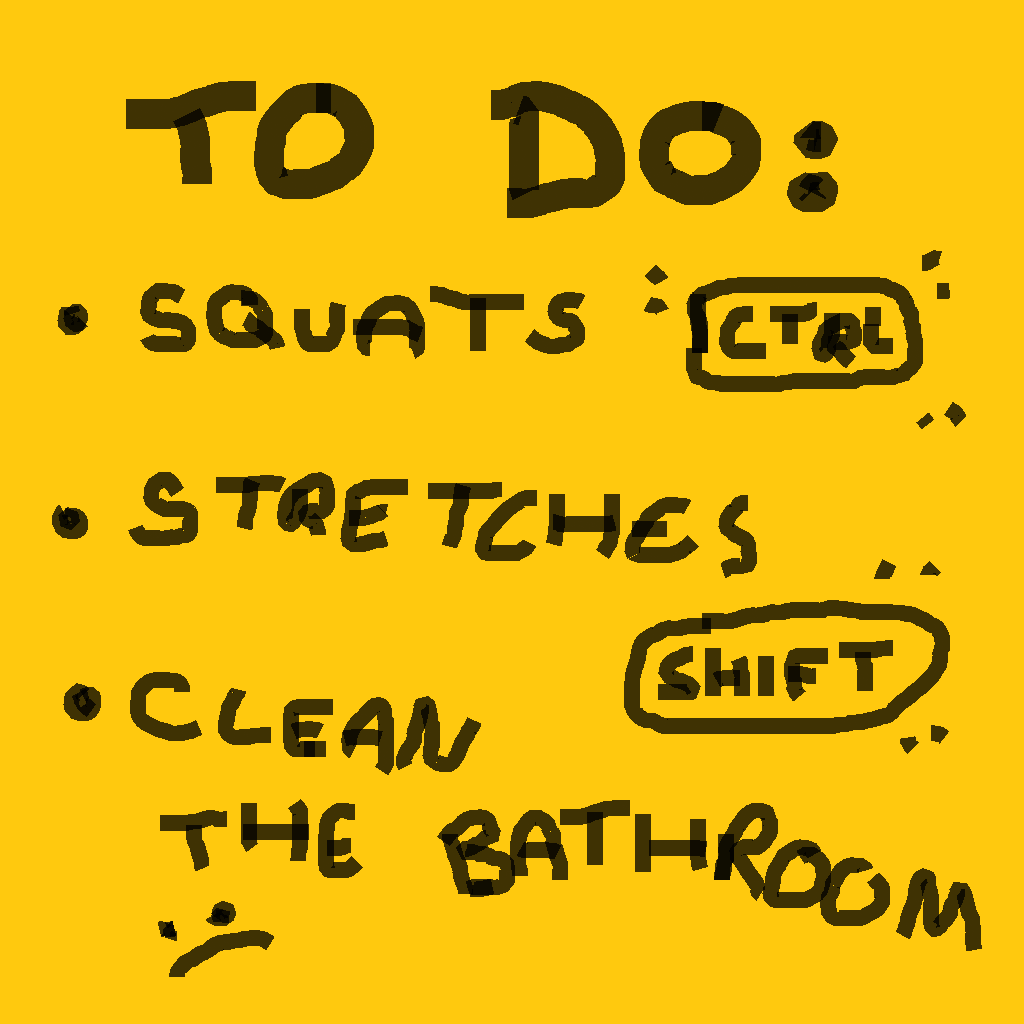 TO DO:
• SQUATS CTRL
• STRETCHES
SHIFT
• CLEAN
THE BATHROOM